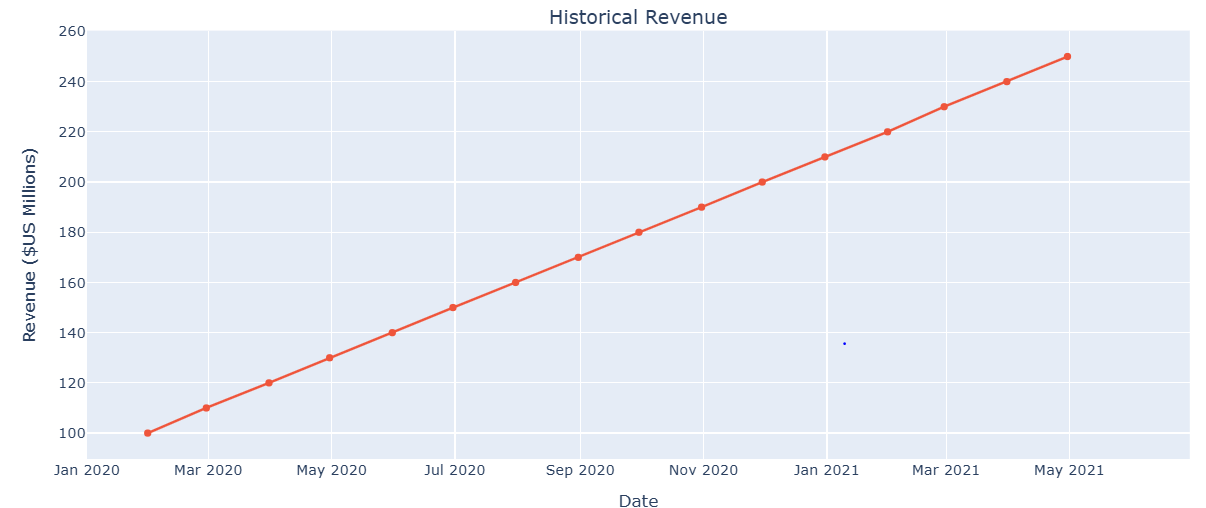 Historical Revenue
260
240
220
200
180
160
140
120
100
Revenue ($US Millions)
Jan 2020 Mar 2020 May 2020 Jul 2020 Sep 2020 Nov 2020 Jan 2021 Mar 2021 May 2021
Date